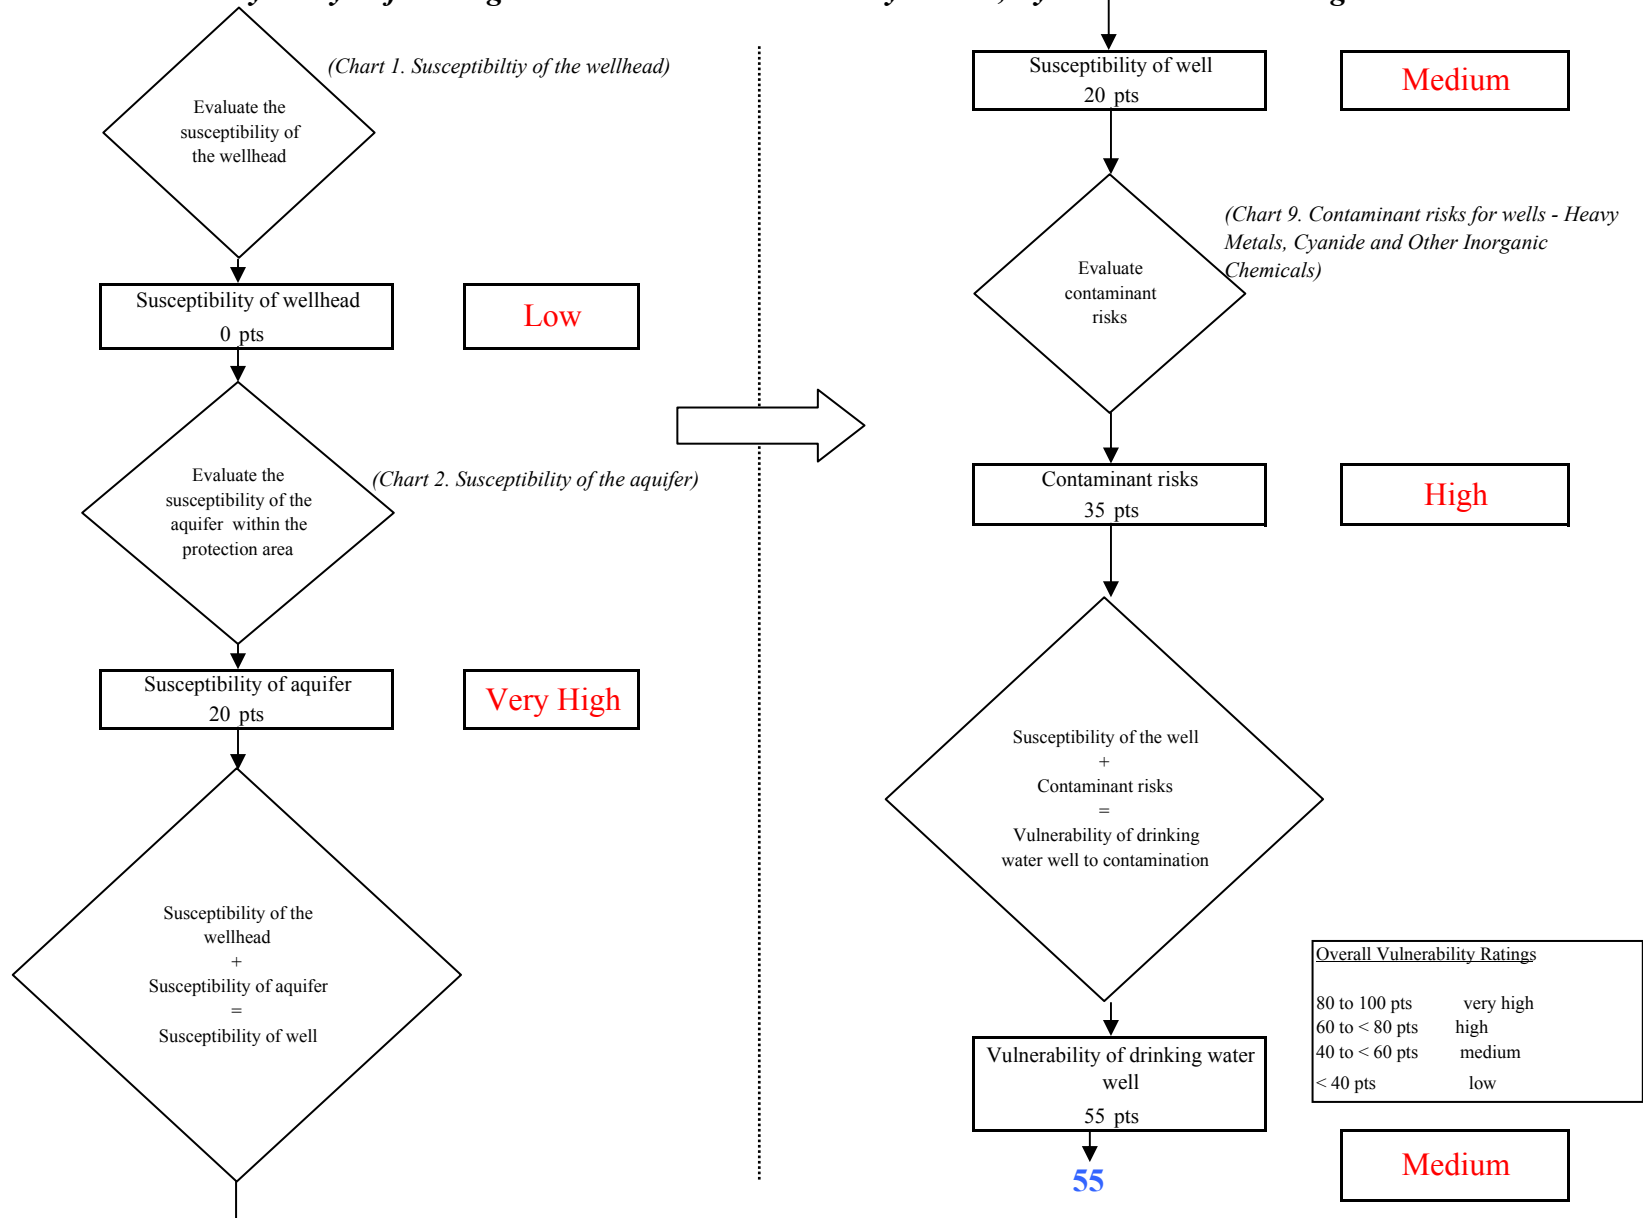 (Chart 1. Susceptibiltiy of the wellhead)
Evaluate the
susceptibility of
the wellhead
Susceptibility of wellhead
0 pts
Low
(Chart 2. Susceptibility of the aquifer)
Evaluate the
susceptibility of the
aquifer within the
protection area
Susceptibility of aquifer
20 pts
Very High
Susceptibility of the
wellhead
+
Susceptibility of aquifer
=
Susceptibility of well
Susceptibility of well
20 pts
Medium
(Chart 9. Contaminant risks for wells - Heavy
Metals, Cyanide and Other Inorganic
Chemicals)
Evaluate
contaminant
risks
Contaminant risks
35 pts
High
Susceptibility of the well
+
Contaminant risks
=
Vulnerability of drinking
water well to contamination
Overall Vulnerability Ratings
80 to 100 pts very high
60 to < 80 pts high
40 to < 60 pts medium
< 40 pts low
Vulnerability of drinking water
well
55 pts
55
Medium